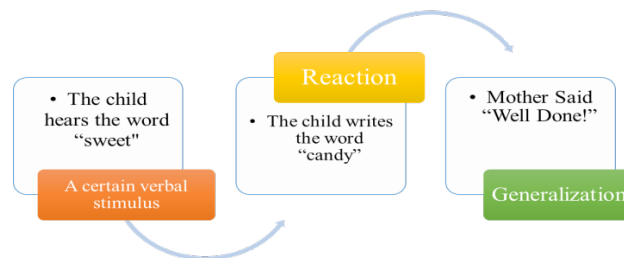 • The child
hears the word
“sweet"
A certain verbal
stimulus
Reaction
• The child writes
the word
“candy”
• Mother Said
“Well Done!”
Generalization